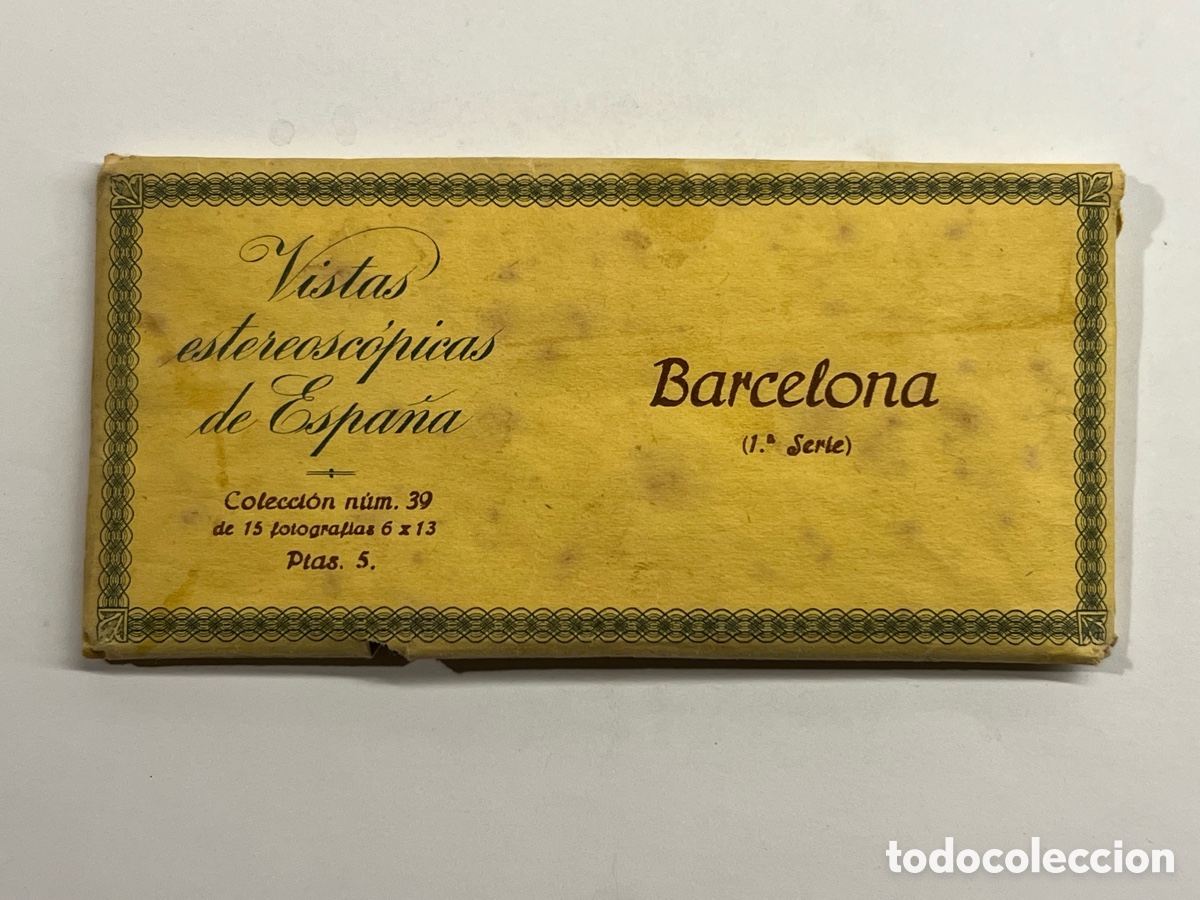 Vistas
estereoscópicas
de España
Colección núm. 39
de 15 fotografías 6 x 13
Ptas. 5.
Barcelona
(1.ª Serie)
todocoleccion